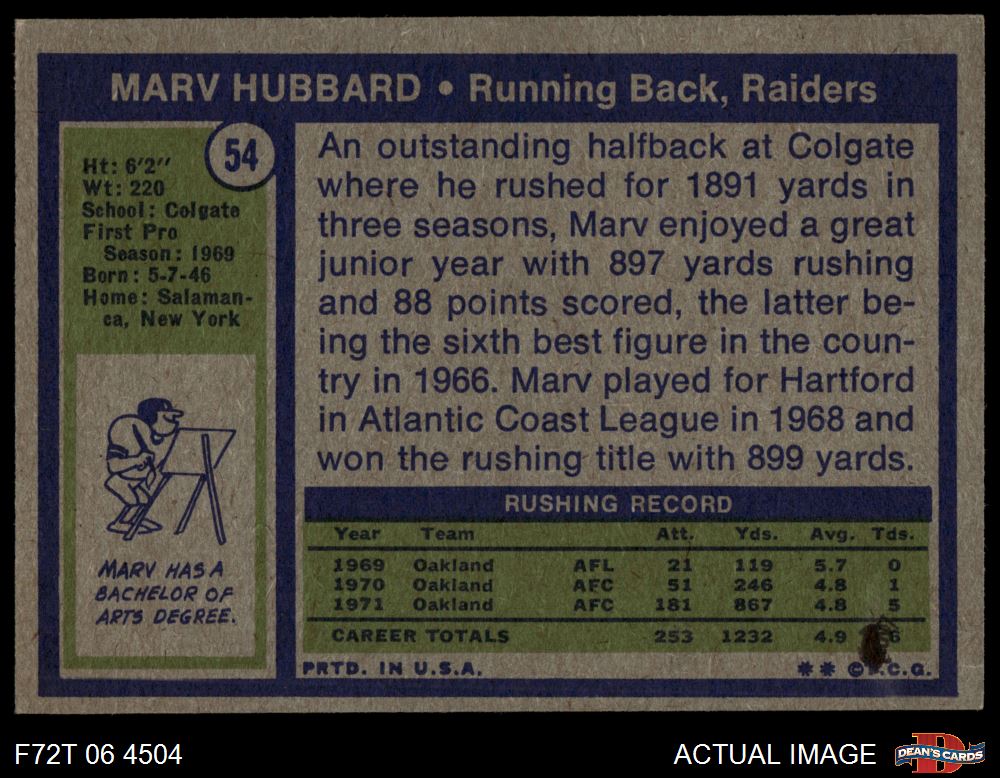 MARV HUBBARD • Running Back, Raiders
54
Ht: 6'2"
Wt: 220
School: Colgate
First Pro
Season: 1969
Born: 5-7-46
Home: Salaman-
ca, New York
MARV HAS A
BACHELOR OF
ARTS DEGREE.
An outstanding halfback at Colgate
where he rushed for 1891 yards in
three seasons, Marv enjoyed a great
junior year with 897 yards rushing
and 88 points scored, the latter be-
ing the sixth best figure in the coun-
try in 1966. Marv played for Hartford
in Atlantic Coast League in 1968 and
won the rushing title with 899 yards.
RUSHING RECORD
Year Team Att. Yds. Avg. Tds.
1969 Oakland AFL 21 119 5.7 0
1970 Oakland AFC 51 246 4.8 1
1971 Oakland AFC 181 867 4.8 5
CAREER TOTALS 253 1232 4.9 6
PRTD. IN U.S.A. ** © .C.G.
F72T 06 4504
ACTUAL IMAGE
DEAN'S CARDS